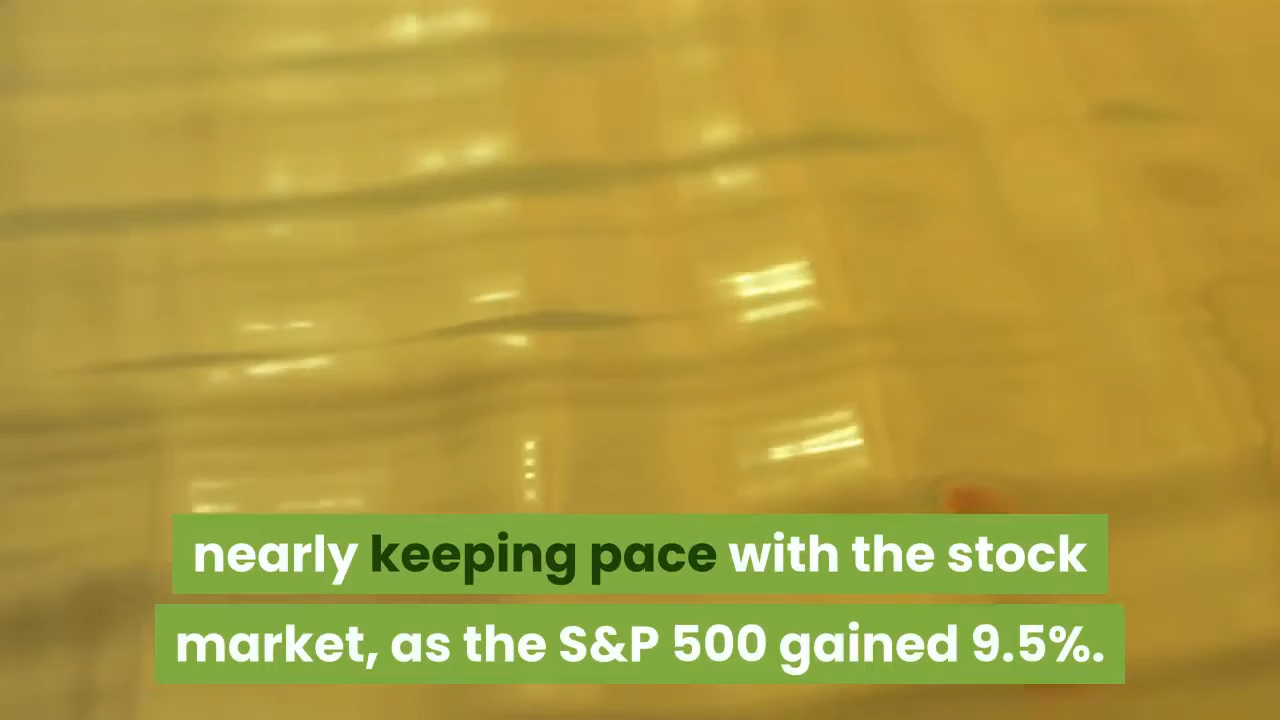 nearly keeping pace with the stock
market, as the S&P 500 gained 9.5%.